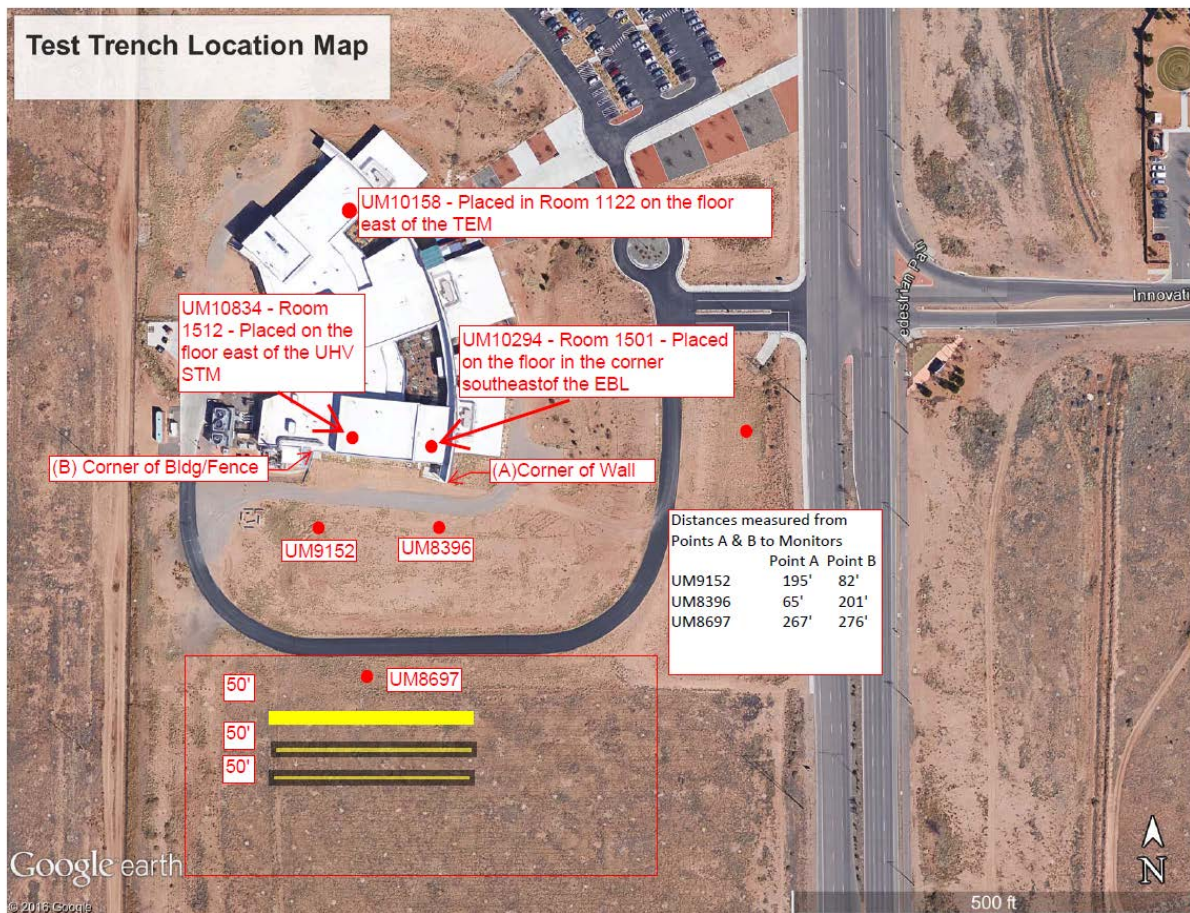 Test Trench Location Map
UM10158 - Placed in Room 1122 on the floor
east of the TEM
UM10834 - Room
1512 - Placed on the
floor east of the UHV
STM
UM10294 - Room 1501 - Placed
on the floor in the corner
southeastof the EBL
edestrian Path
Innovati
(B) Corner of Bldg/Fence
(A)Corner of Wall
UM9152
UM8396
Distances measured from
Points A & B to Monitors
Point A Point B
UM9152 195' 82'
UM8396 65' 201'
UM8697 267' 276'
UM8697
50'
50'
50'
Google earth
© 2016 Google
500 ft
N